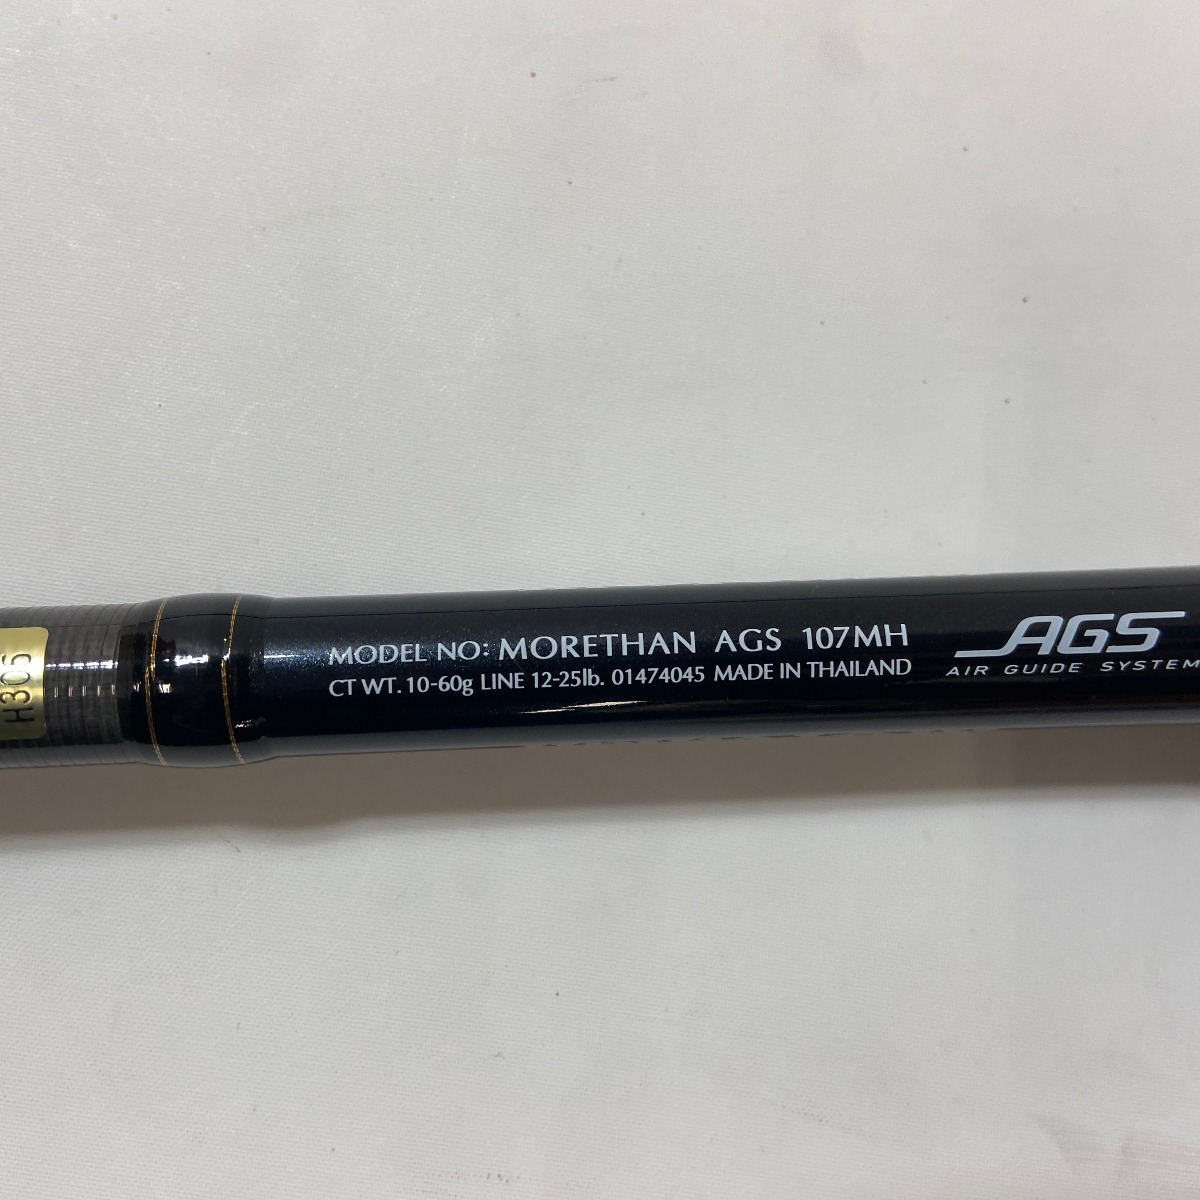 H305
MODEL NO: MORETHAN AGS 107MH
CT WT. 10-60g LINE 12-25lb. 01474045 MADE IN THAILAND
AGS
AIR GUIDE SYSTEM